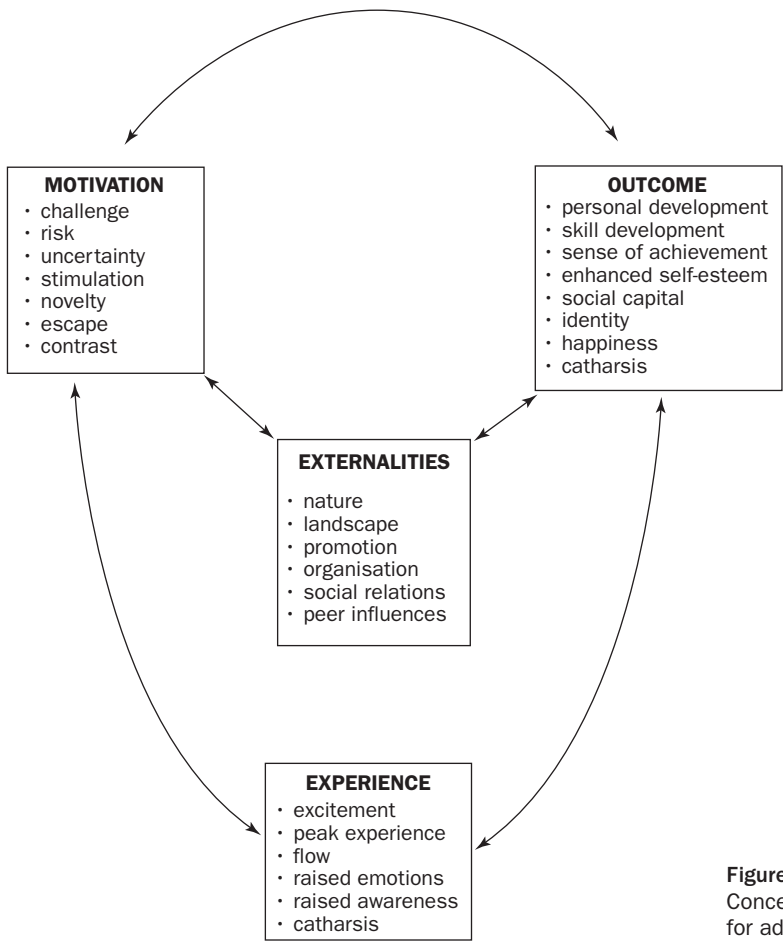 MOTIVATION
· challenge
· risk
· uncertainty
· stimulation
· novelty
· escape
· contrast
OUTCOME
· personal development
· skill development
· sense of achievement
· enhanced self-esteem
· social capital
· identity
· happiness
· catharsis
EXTERNALITIES
· nature
· landscape
· promotion
· organisation
· social relations
· peer influences
EXPERIENCE
· excitement
· peak experience
· flow
· raised emotions
· raised awareness
· catharsis
Figure
Conce
for ad